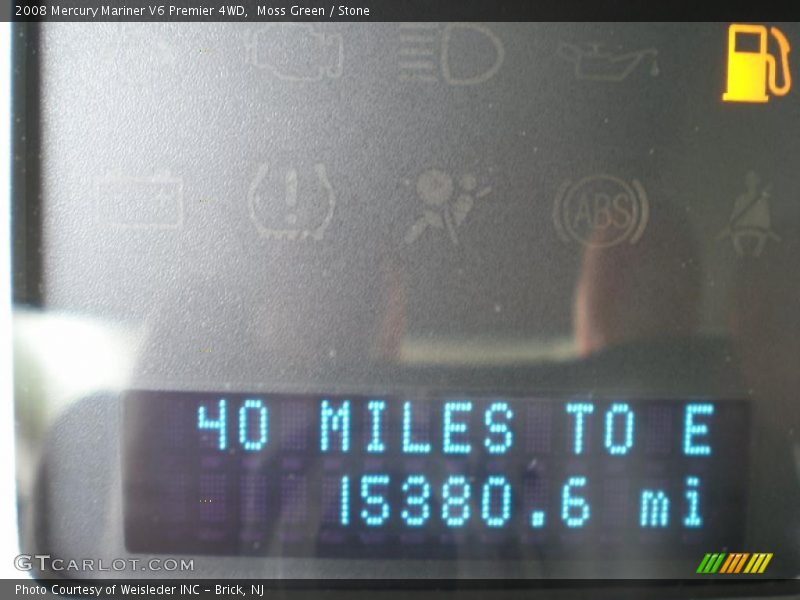 2008 Mercury Mariner V6 Premier 4WD,  Moss Green / Stone
ABS
40 MILES TO E
15380.6 mi
GTCARLOT.COM
Photo Courtesy of Weisleder INC - Brick, NJ